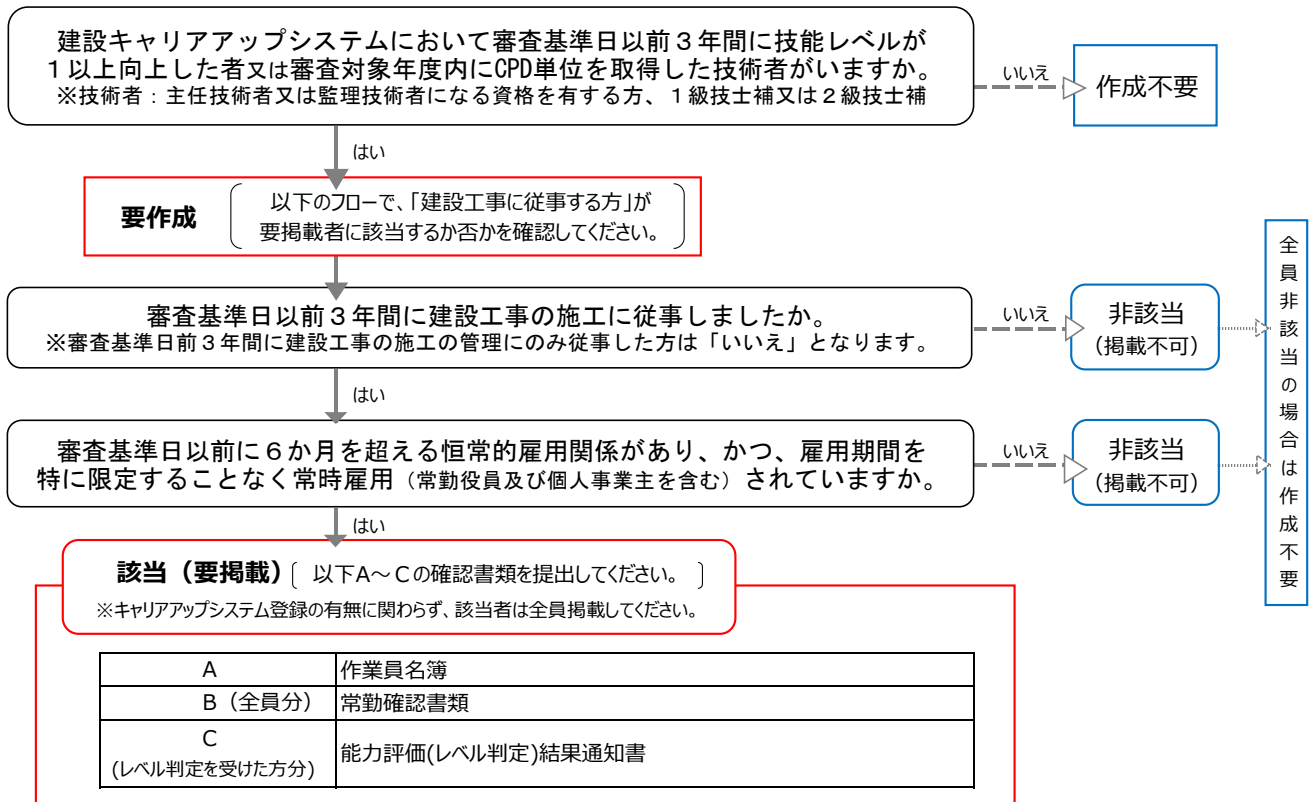 建設キャリアアップシステムにおいて審査基準日以前３年間に技能レベルが
１以上向上した者又は審査対象年度内にCPD単位を取得した技術者がいますか。
※技術者：主任技術者又は監理技術者になる資格を有する方、１級技士補又は２級技士補
いいえ
作成不要
はい
要作成
以下のフローで、「建設工事に従事する方」が
要掲載者に該当するか否かを確認してください。
審査基準日以前３年間に建設工事の施工に従事しましたか。
※審査基準日前３年間に建設工事の施工の管理にのみ従事した方は「いいえ」となります。
いいえ
非該当
(掲載不可)
はい
審査基準日以前に６か月を超える恒常的雇用関係があり、かつ、雇用期間を
特に限定することなく常時雇用（常勤役員及び個人事業主を含む）されていますか。
いいえ
非該当
(掲載不可)
全員非該当の場合は作成不要
はい
該当（要掲載）〔 以下A～Cの確認書類を提出してください。 〕
※キャリアアップシステム登録の有無に関わらず、該当者は全員掲載してください。
A 作業員名簿
B（全員分） 常勤確認書類
C
(レベル判定を受けた方分) 能力評価(レベル判定)結果通知書